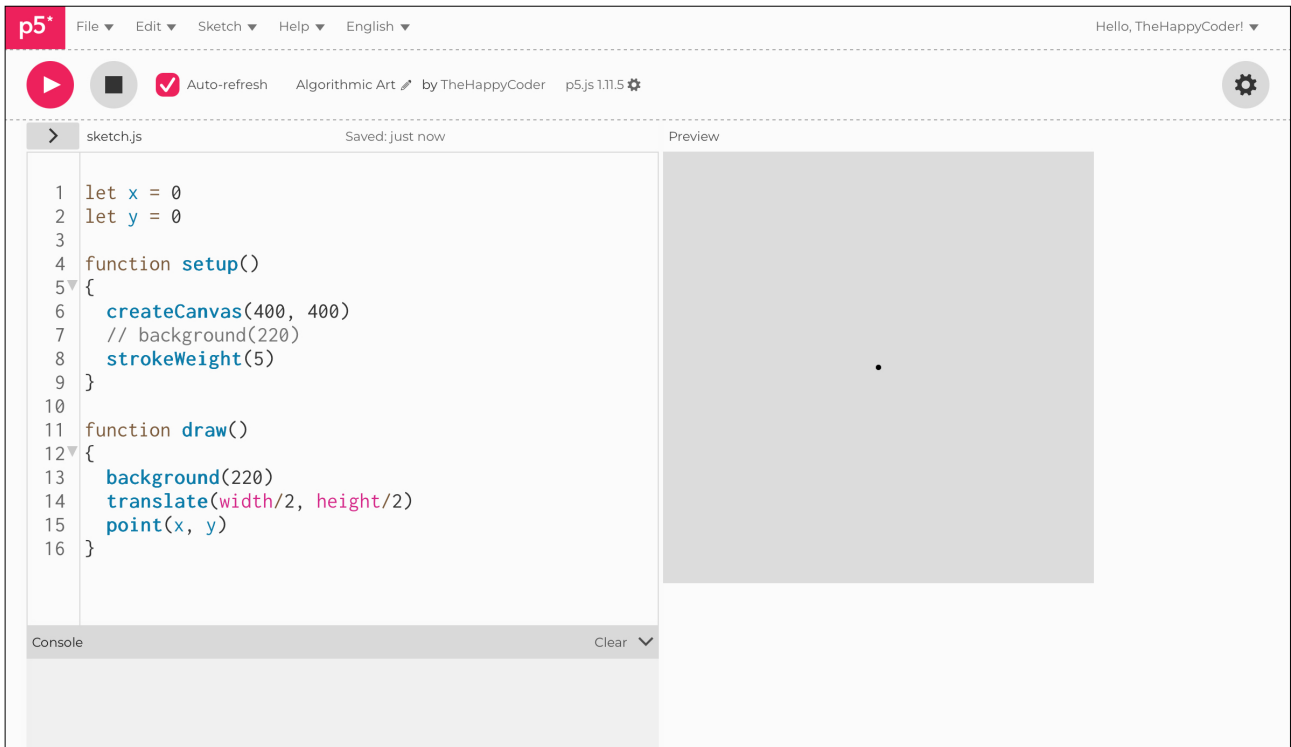 p5* File Edit Sketch Help English Hello, TheHappyCoder!
Auto-refresh Algorithmic Art by TheHappyCoder p5.js 1.11.5
sketch.js Saved: just now Preview
1 let x = 0
2 let y = 0
3
4 function setup()
5 {
6 createCanvas(400, 400)
7 // background(220)
8 strokeWeight(5)
9 }
10
11 function draw()
12 {
13 background(220)
14 translate(width/2, height/2)
15 point(x, y)
16 }
Console Clear